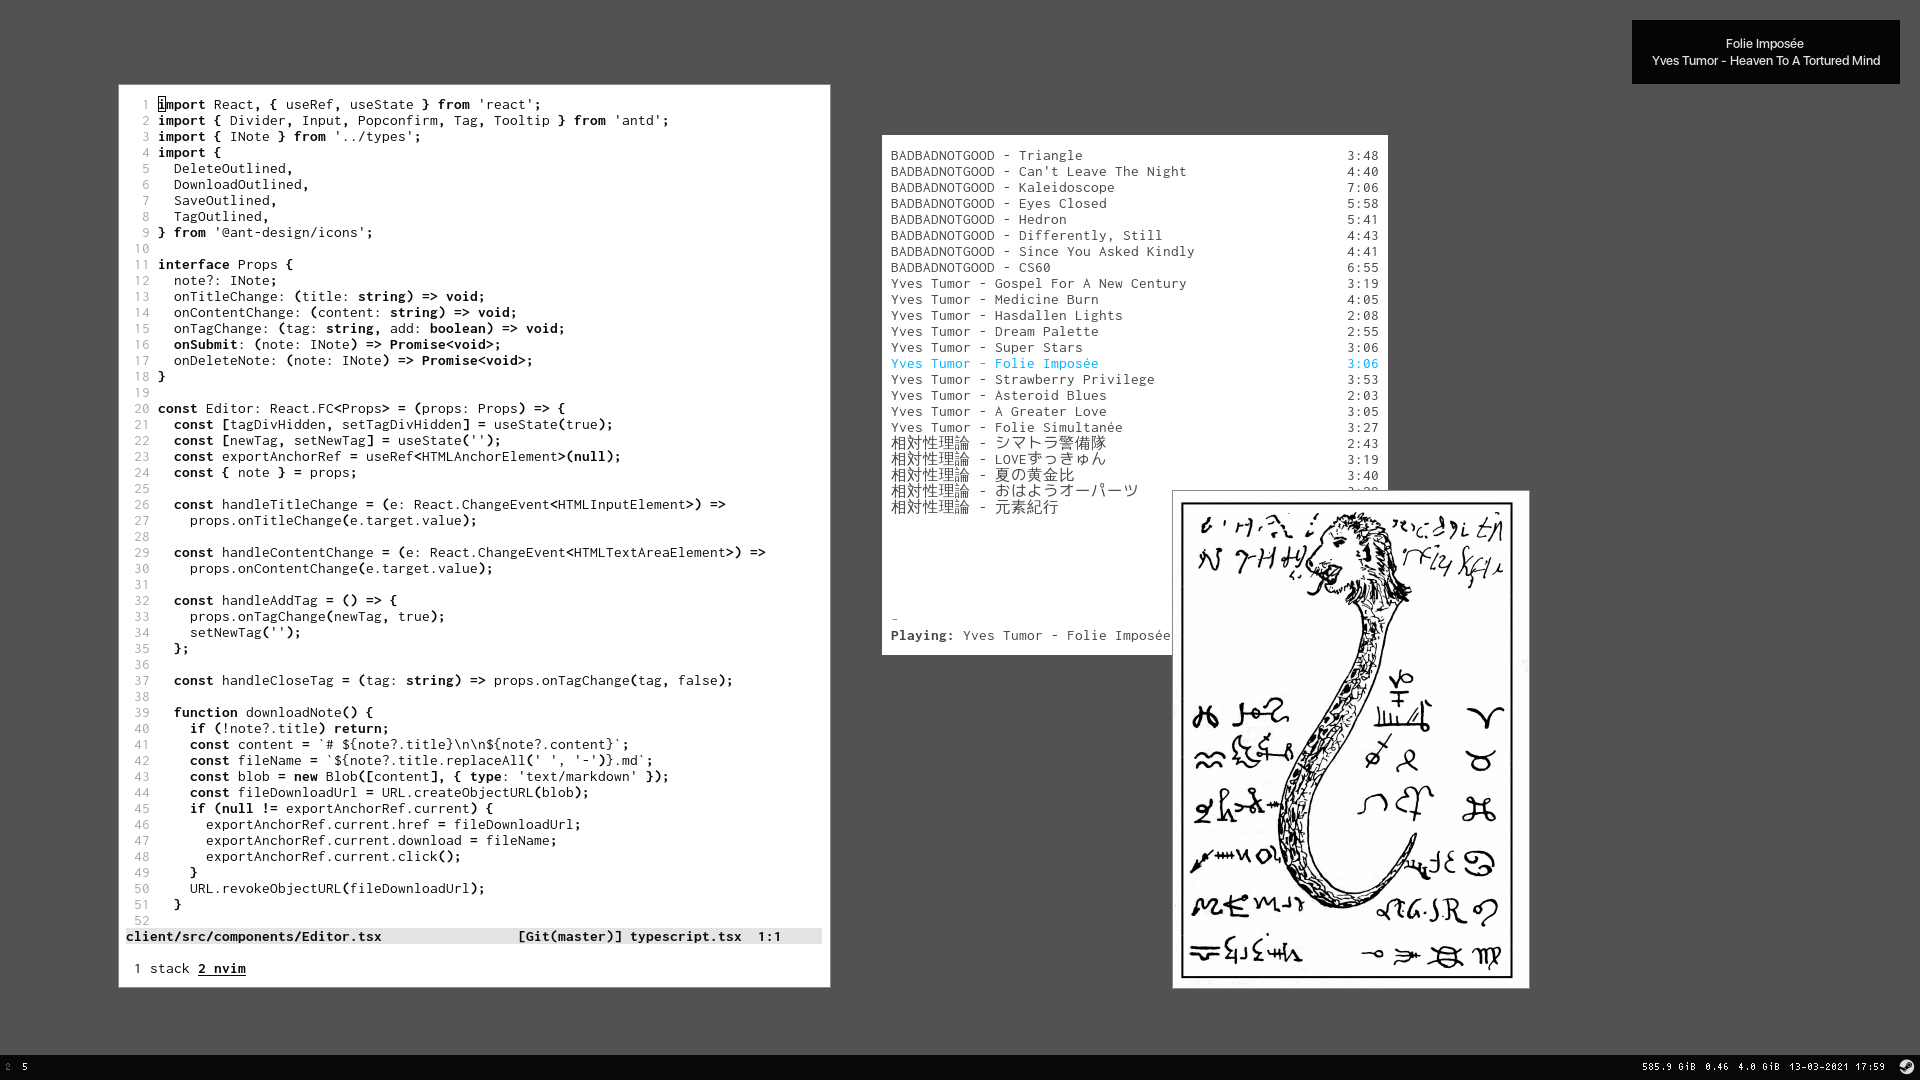 Folie Imposée
Yves Tumor - Heaven To A Tortured Mind
1 import React, { useRef, useState } from 'react';
2 import { Divider, Input, Popconfirm, Tag, Tooltip } from 'antd';
3 import { INote } from '../types';
4 import {
5   DeleteOutlined,
6   DownloadOutlined,
7   SaveOutlined,
8   TagOutlined,
9 } from '@ant-design/icons';
10
11 interface Props {
12   note?: INote;
13   onTitleChange: (title: string) => void;
14   onContentChange: (content: string) => void;
15   onTagChange: (tag: string, add: boolean) => void;
16   onSubmit: (note: INote) => Promise<void>;
17   onDeleteNote: (note: INote) => Promise<void>;
18 }
19
20 const Editor: React.FC<Props> = (props: Props) => {
21   const [tagDivHidden, setTagDivHidden] = useState(true);
22   const [newTag, setNewTag] = useState('');
23   const exportAnchorRef = useRef<HTMLAnchorElement>(null);
24   const { note } = props;
25
26   const handleTitleChange = (e: React.ChangeEvent<HTMLInputElement>) =>
27     props.onTitleChange(e.target.value);
28
29   const handleContentChange = (e: React.ChangeEvent<HTMLTextAreaElement>) =>
30     props.onContentChange(e.target.value);
31
32   const handleAddTag = () => {
33     props.onTagChange(newTag, true);
34     setNewTag('');
35   };
36
37   const handleCloseTag = (tag: string) => props.onTagChange(tag, false);
38
39   function downloadNote() {
40     if (!note?.title) return;
41     const content = `# ${note?.title}\n\n${note?.content}`;
42     const fileName = `${note?.title.replaceAll(' ', '-')}.md`;
43     const blob = new Blob([content], { type: 'text/markdown' });
44     const fileDownloadUrl = URL.createObjectURL(blob);
45     if (null != exportAnchorRef.current) {
46       exportAnchorRef.current.href = fileDownloadUrl;
47       exportAnchorRef.current.download = fileName;
48       exportAnchorRef.current.click();
49     }
50     URL.revokeObjectURL(fileDownloadUrl);
51   }
52
client/src/components/Editor.tsx [Git(master)] typescript.tsx 1:1
1 stack 2 nvim
BADBADNOTGOOD - Triangle 3:48
BADBADNOTGOOD - Can't Leave The Night 4:40
BADBADNOTGOOD - Kaleidoscope 7:06
BADBADNOTGOOD - Eyes Closed 5:58
BADBADNOTGOOD - Hedron 5:41
BADBADNOTGOOD - Differently, Still 4:43
BADBADNOTGOOD - Since You Asked Kindly 4:41
BADBADNOTGOOD - CS60 6:55
Yves Tumor - Gospel For A New Century 3:19
Yves Tumor - Medicine Burn 4:05
Yves Tumor - Hasdallen Lights 2:08
Yves Tumor - Dream Palette 2:55
Yves Tumor - Super Stars 3:06
Yves Tumor - Folie Imposée 3:06
Yves Tumor - Strawberry Privilege 3:53
Yves Tumor - Asteroid Blues 2:03
Yves Tumor - A Greater Love 3:05
Yves Tumor - Folie Simultanée 3:27
相対性理論 - シマトラ警備隊 2:43
相対性理論 - LOVEずっきゅん 3:19
相対性理論 - 夏の黄金比 3:40
相対性理論 - おはようオーパーツ
相対性理論 - 元素紀行
-
Playing: Yves Tumor - Folie Imposée
2 5
585.9 GiB 0.46 4.0 GiB 13-03-2021 17:59